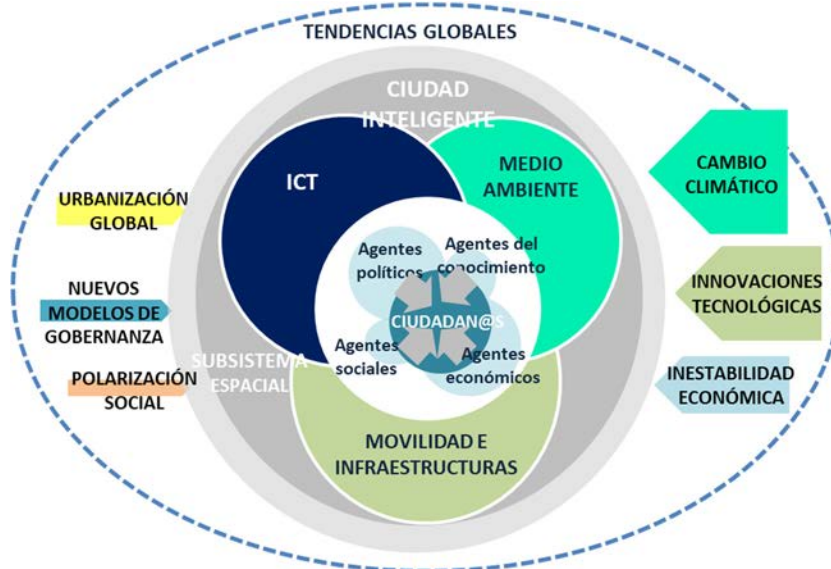 TENDENCIAS GLOBALES
CIUDAD
INTELIGENTE
ICT
MEDIO
AMBIENTE
CAMBIO
CLIMÁTICO
URBANIZACIÓN
GLOBAL
Agentes
políticos
Agentes del
conocimiento
NUEVOS
MODELOS DE
GOBERNANZA
INNOVACIONES
TECNOLÓGICAS
CIUDADAN@S
Agentes
sociales
Agentes
económicos
SUBSISTEMA
ESPACIAL
POLARIZACIÓN
SOCIAL
INESTABILIDAD
ECONÓMICA
MOVILIDAD E
INFRAESTRUCTURAS